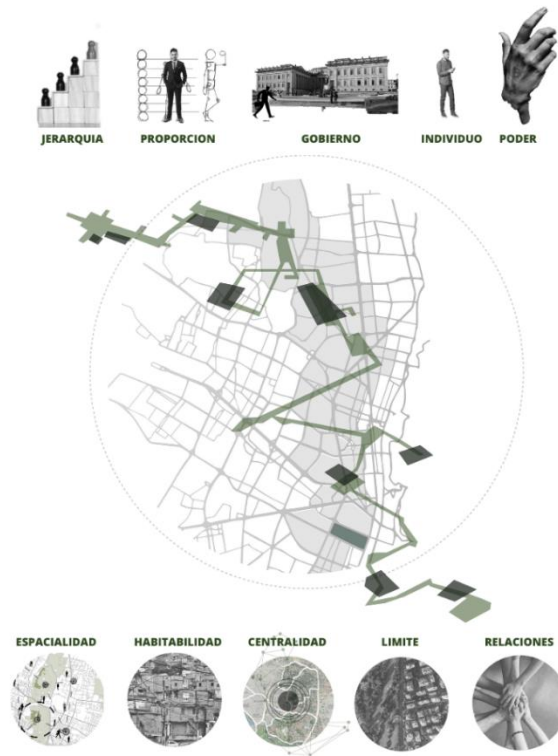 JERARQUIA PROPORCION GOBIERNO INDIVIDUO PODER
ESPACIALIDAD HABITABILIDAD CENTRALIDAD LIMITE RELACIONES